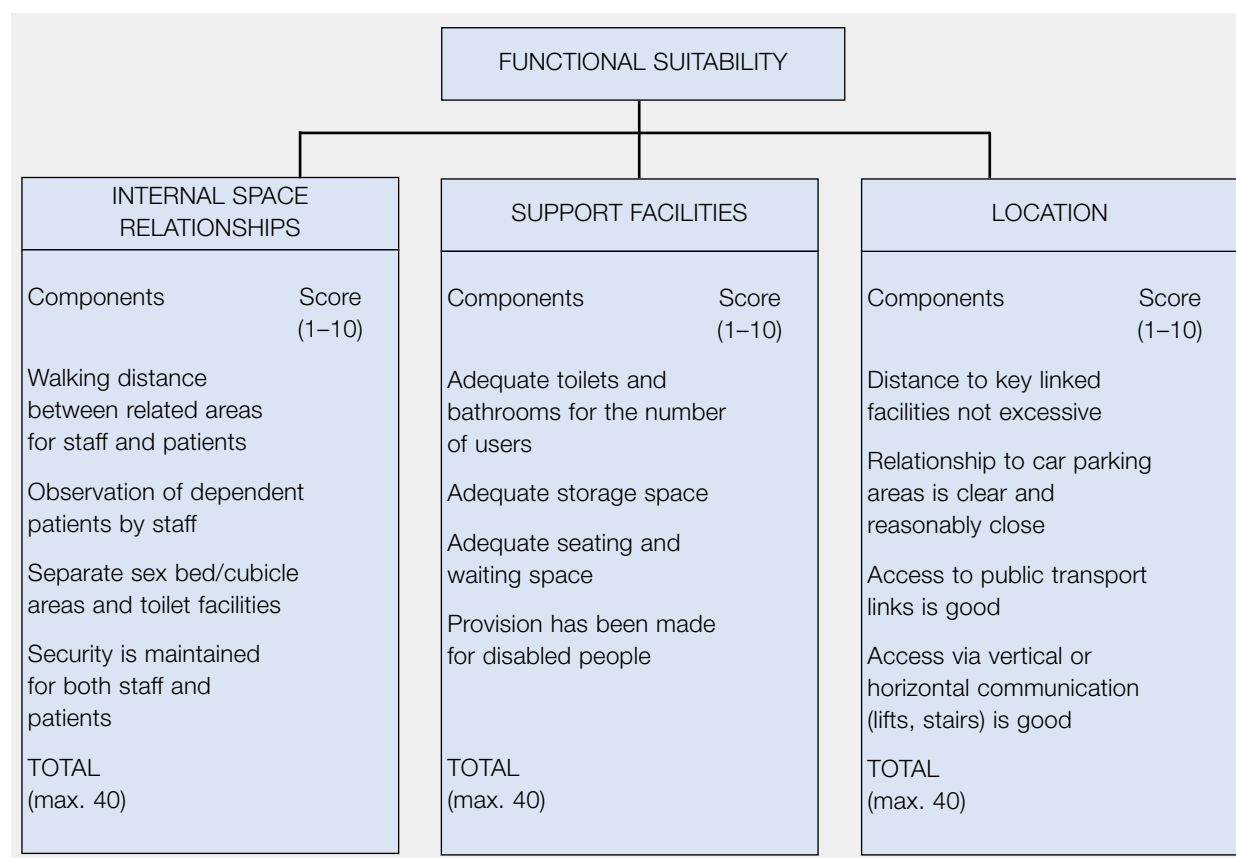 FUNCTIONAL SUITABILITY
INTERNAL SPACE
RELATIONSHIPS
Components Score
(1–10)
Walking distance
between related areas
for staff and patients
Observation of dependent
patients by staff
Separate sex bed/cubicle
areas and toilet facilities
Security is maintained
for both staff and
patients
TOTAL
(max. 40)
SUPPORT FACILITIES
Components Score
(1–10)
Adequate toilets and
bathrooms for the number
of users
Adequate storage space
Adequate seating and
waiting space
Provision has been made
for disabled people
TOTAL
(max. 40)
LOCATION
Components Score
(1–10)
Distance to key linked
facilities not excessive
Relationship to car parking
areas is clear and
reasonably close
Access to public transport
links is good
Access via vertical or
horizontal communication
(lifts, stairs) is good
TOTAL
(max. 40)